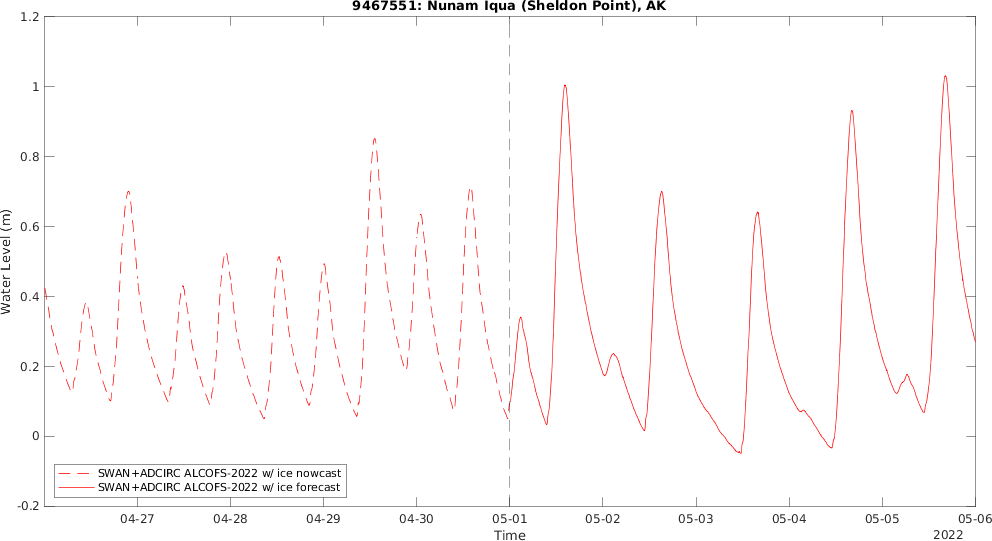 9467551: Nunam Iqua (Sheldon Point), AK
1.2
1
0.8
0.6
0.4
0.2
0
-0.2
Water Level (m)
SWAN+ADCIRC ALCOFS-2022 w/ ice nowcast
SWAN+ADCIRC ALCOFS-2022 w/ ice forecast
04-27 04-28 04-29 04-30 05-01 05-02 05-03 05-04 05-05 05-06
Time
2022